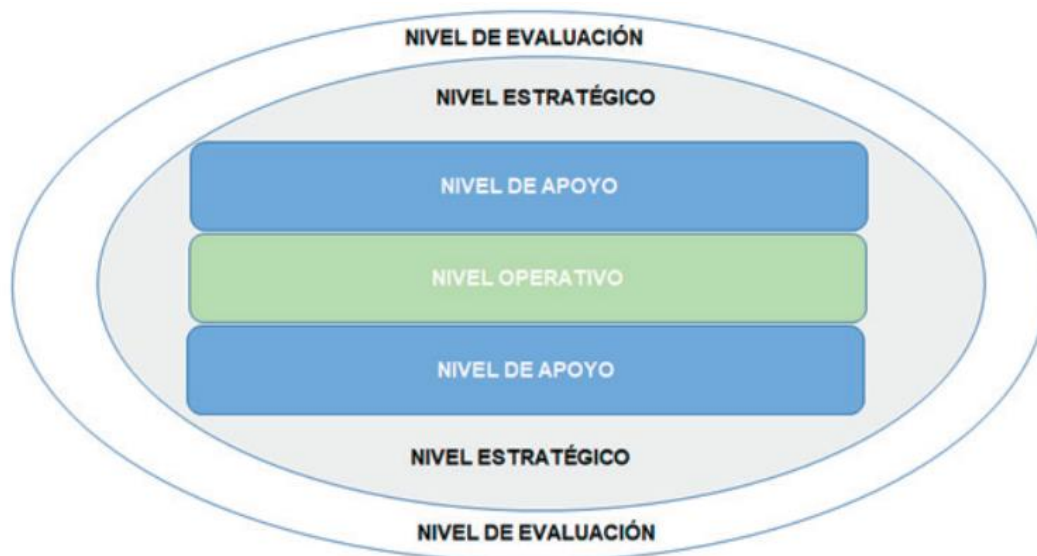 NIVEL DE EVALUACIÓN
NIVEL ESTRATÉGICO
NIVEL DE APOYO
NIVEL OPERATIVO
NIVEL DE APOYO
NIVEL ESTRATÉGICO
NIVEL DE EVALUACIÓN